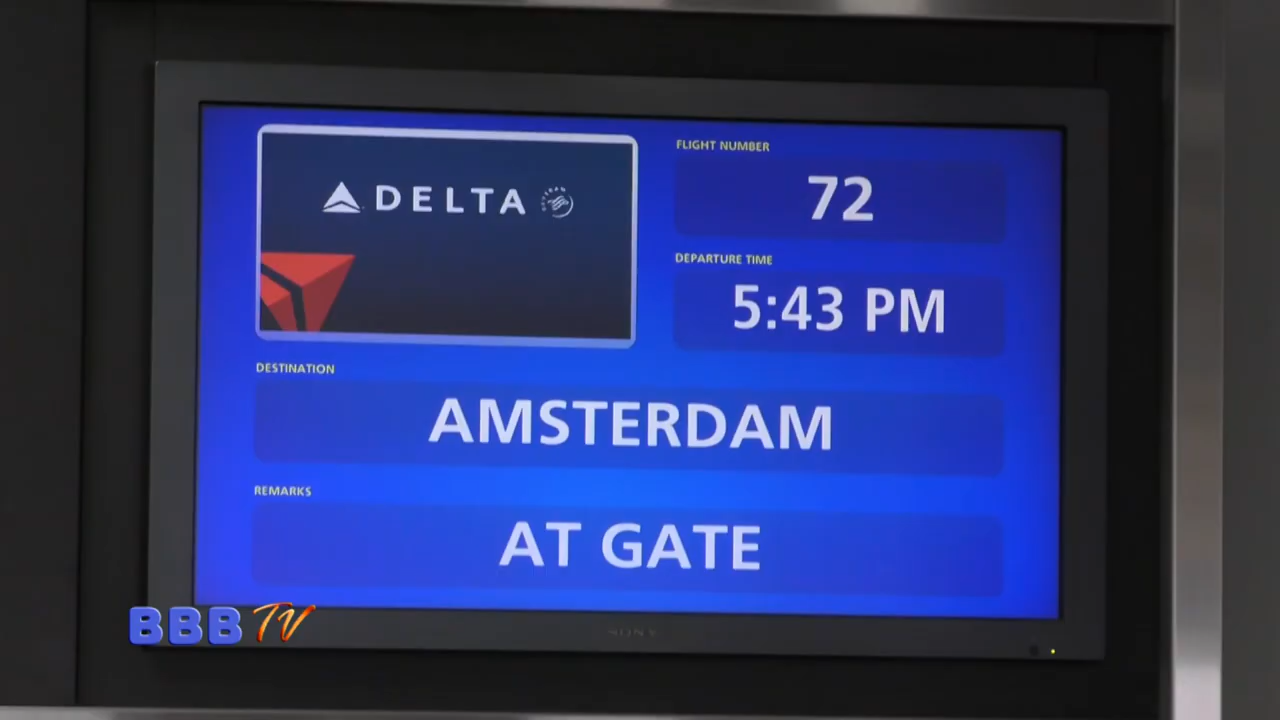 DELTA
FLIGHT NUMBER
72
DEPARTURE TIME
5:43 PM
DESTINATION
AMSTERDAM
REMARKS
AT GATE
BBB TV
SONY